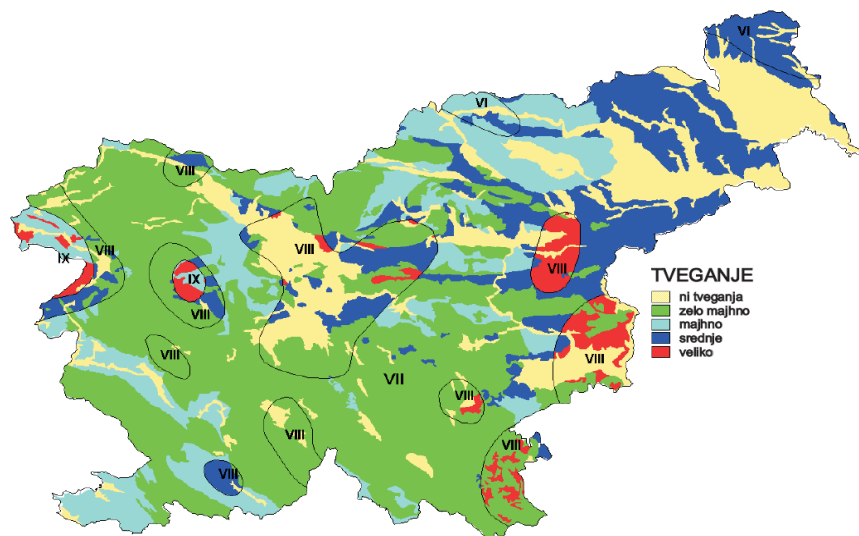 VI
VI
VIII
VIII
VIII
IX
IX
VIII
VIII
TVEGANJE
ni tveganja
zelo majhno
majhno
srednje
veliko
VIII
VIII
VII
VIII
VIII
VIII
VIII